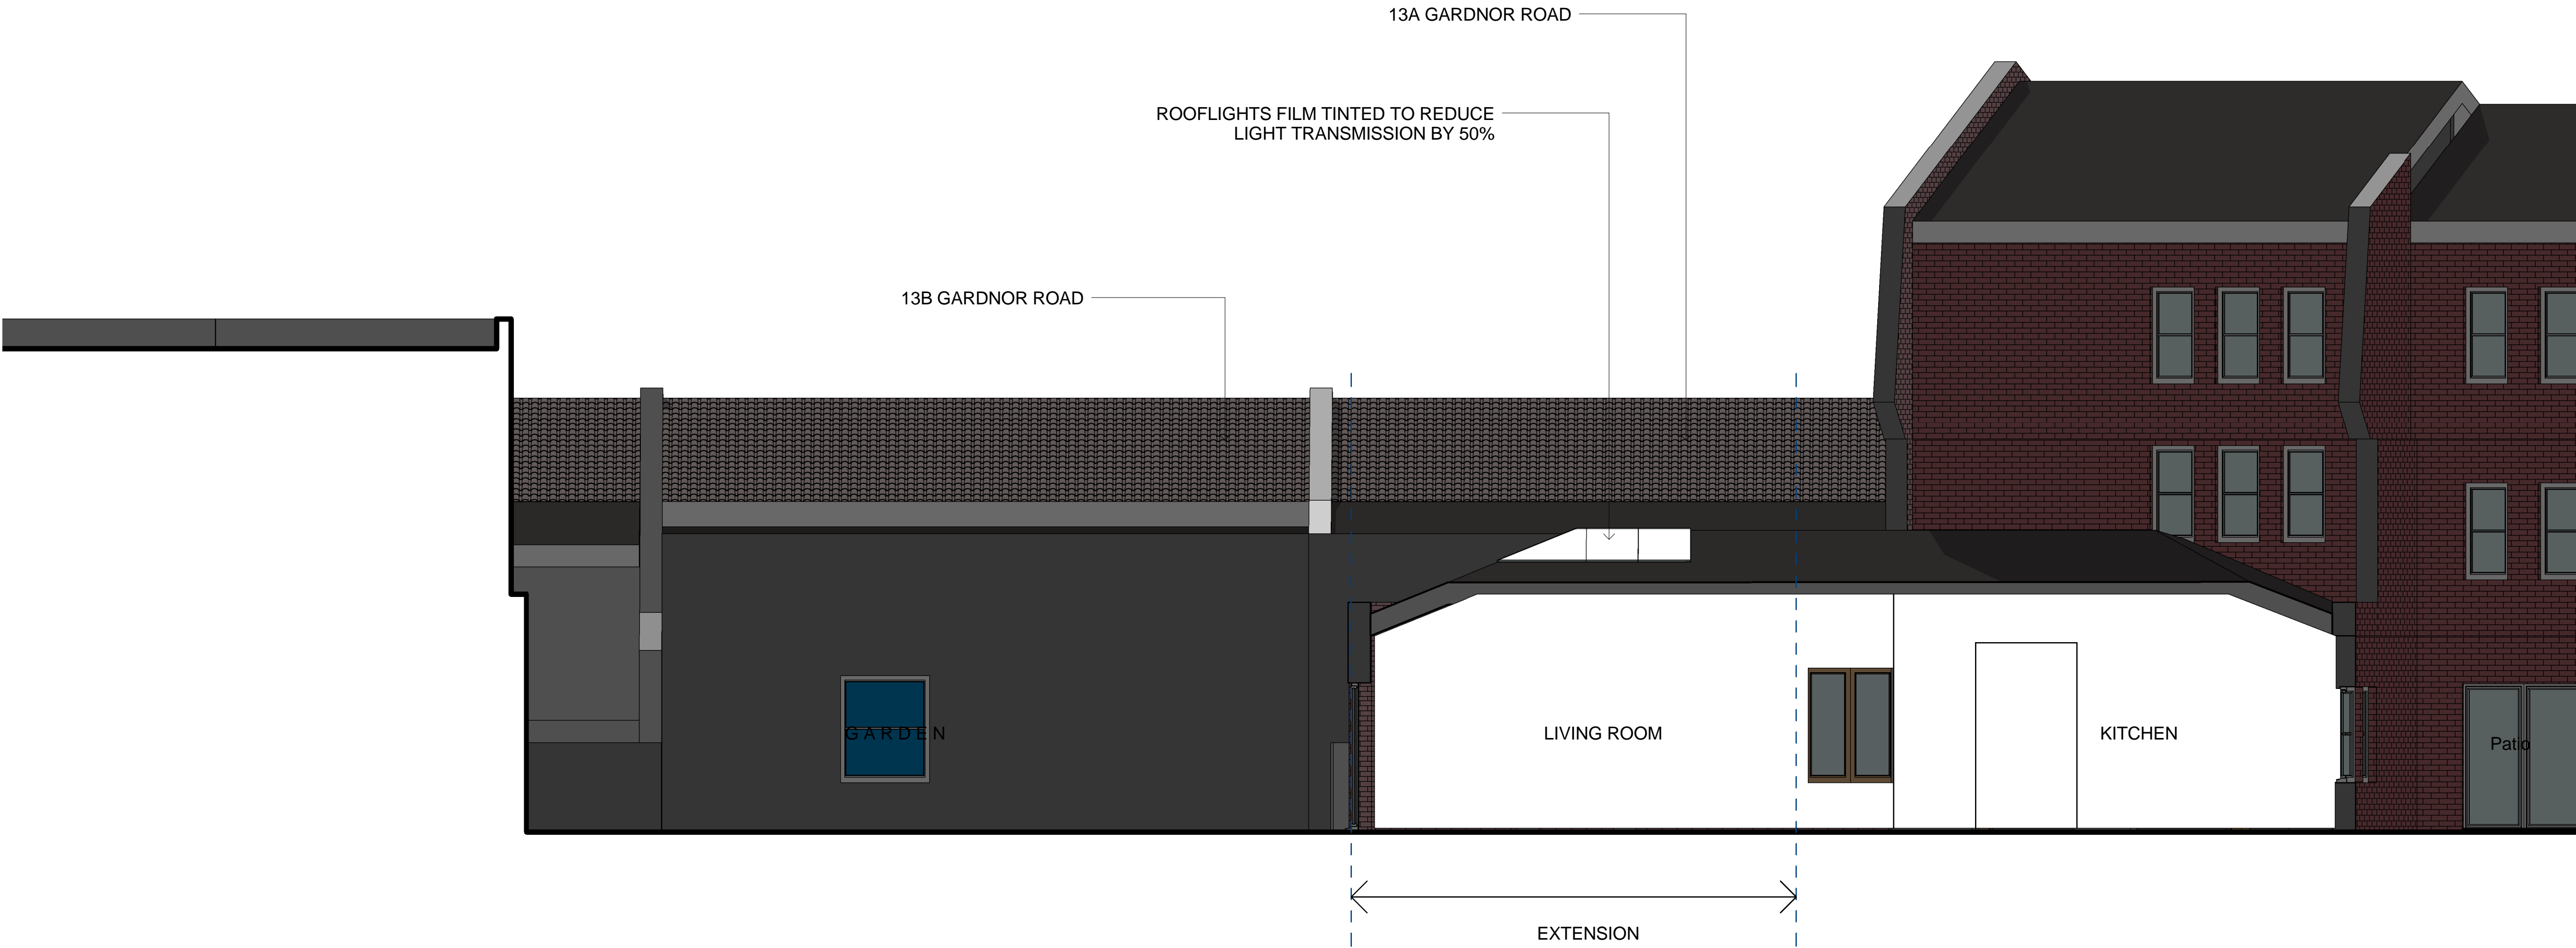 13A GARDNOR ROAD
ROOFLIGHTS FILM TINTED TO REDUCE
LIGHT TRANSMISSION BY 50%
13B GARDNOR ROAD
GARDEN
LIVING ROOM
KITCHEN
Patio
EXTENSION